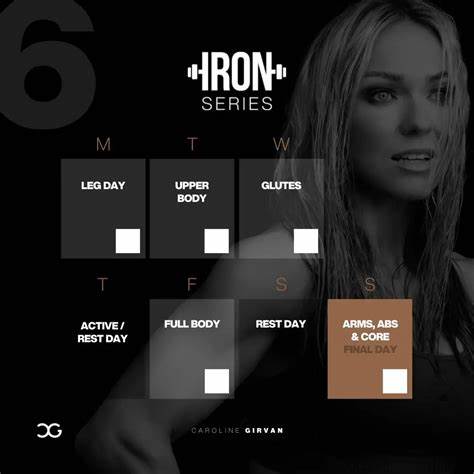 6
IRON
SERIES
M T W
LEG DAY
UPPER
BODY
GLUTES
T F S S
ACTIVE /
REST DAY
FULL BODY
REST DAY
ARMS, ABS
& CORE
FINAL DAY
CG
CAROLINE GIRVAN